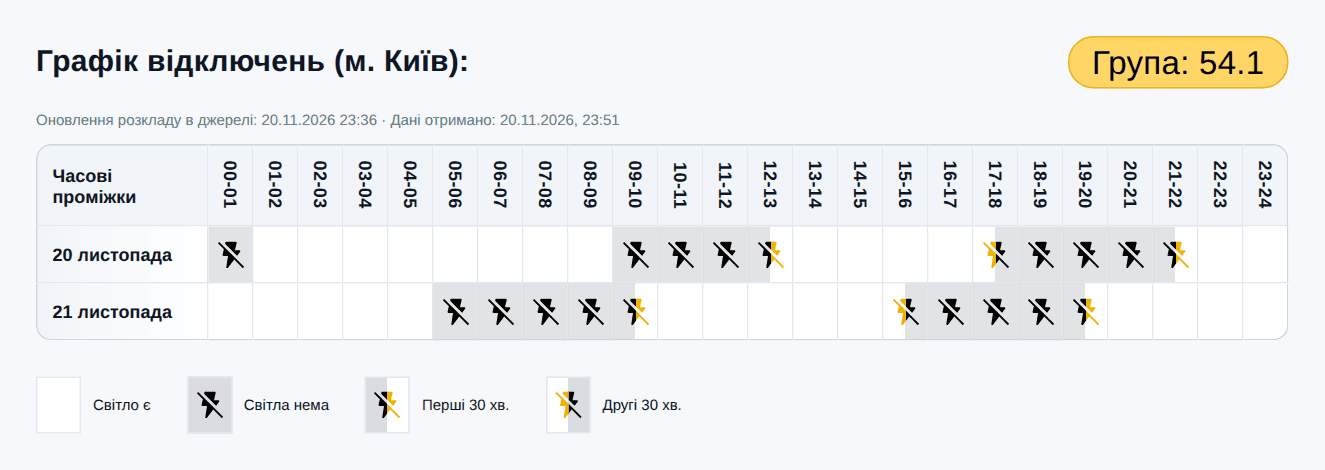 Графік відключень (м. Київ):
Група: 54.1
Оновлення розкладу в джерелі: 20.11.2026 23:36 · Дані отримано: 20.11.2026, 23:51
Часові
проміжки
00-01
01-02
02-03
03-04
04-05
05-06
06-07
07-08
08-09
09-10
10-11
11-12
12-13
13-14
14-15
15-16
16-17
17-18
18-19
19-20
20-21
21-22
22-23
23-24
20 листопада
21 листопада
Світло є
Світла нема
Перші 30 хв.
Другі 30 хв.